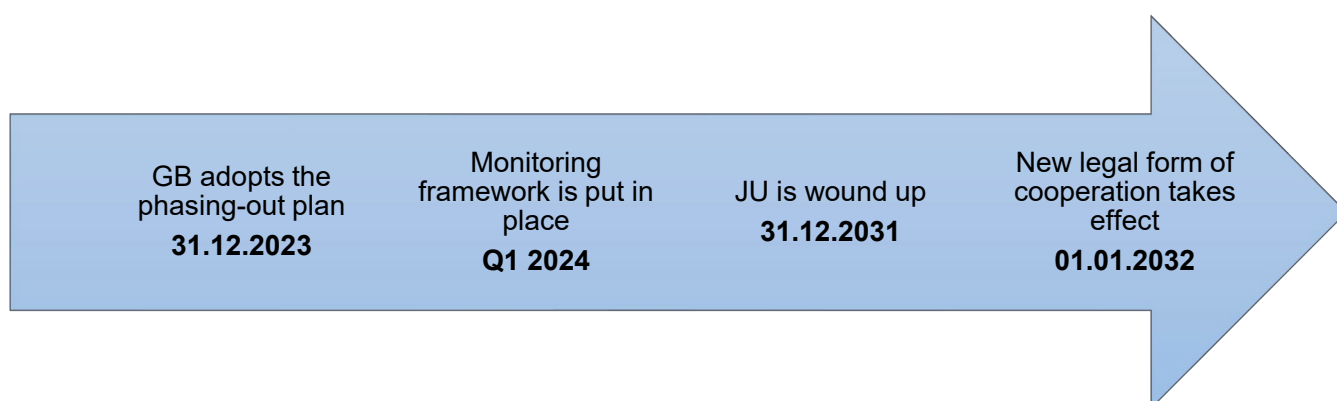 GB adopts the
phasing-out plan
31.12.2023
Monitoring
framework is put in
place
Q1 2024
JU is wound up
31.12.2031
New legal form of
cooperation takes
effect
01.01.2032